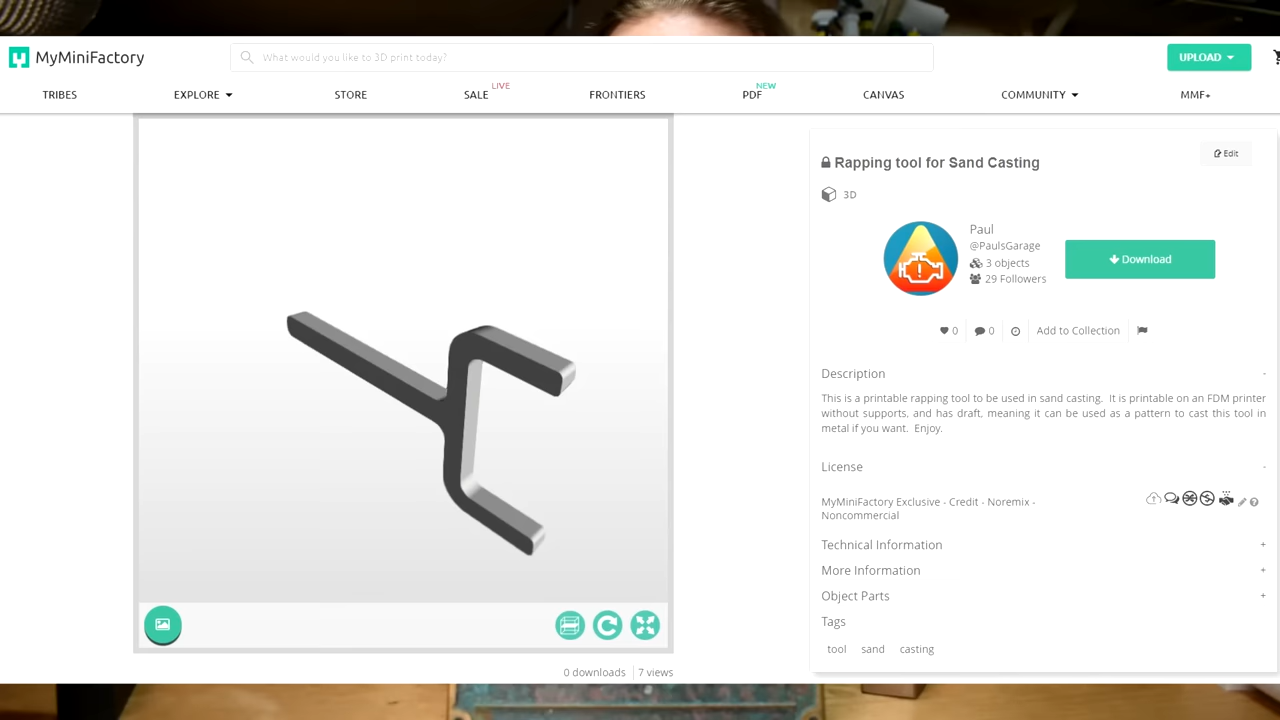 MyMiniFactory
What would you like to 3D print today?
UPLOAD
TRIBES
EXPLORE
STORE
SALE LIVE
FRONTIERS
PDF NEW
CANVAS
COMMUNITY
MMF+
Rapping tool for Sand Casting
Edit
3D
Paul
@PaulsGarage
3 objects
29 Followers
Download
0
0
Add to Collection
Description -
This is a printable rapping tool to be used in sand casting. It is printable on an FDM printer
without supports, and has draft, meaning it can be used as a pattern to cast this tool in
metal if you want. Enjoy.
License -
MyMiniFactory Exclusive - Credit - Noremix -
Noncommercial
Technical Information +
More Information +
Object Parts +
Tags
tool sand casting
0 downloads 7 views